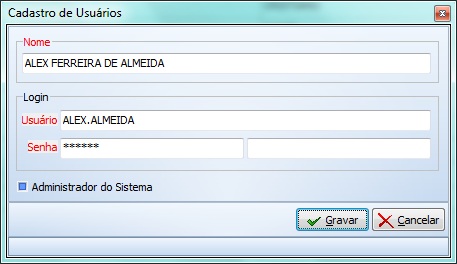 Cadastro de Usuários
Nome
ALEX FERREIRA DE ALMEIDA
Login
Usuário ALEX.ALMEIDA
Senha ******
Administrador do Sistema
Gravar Cancelar